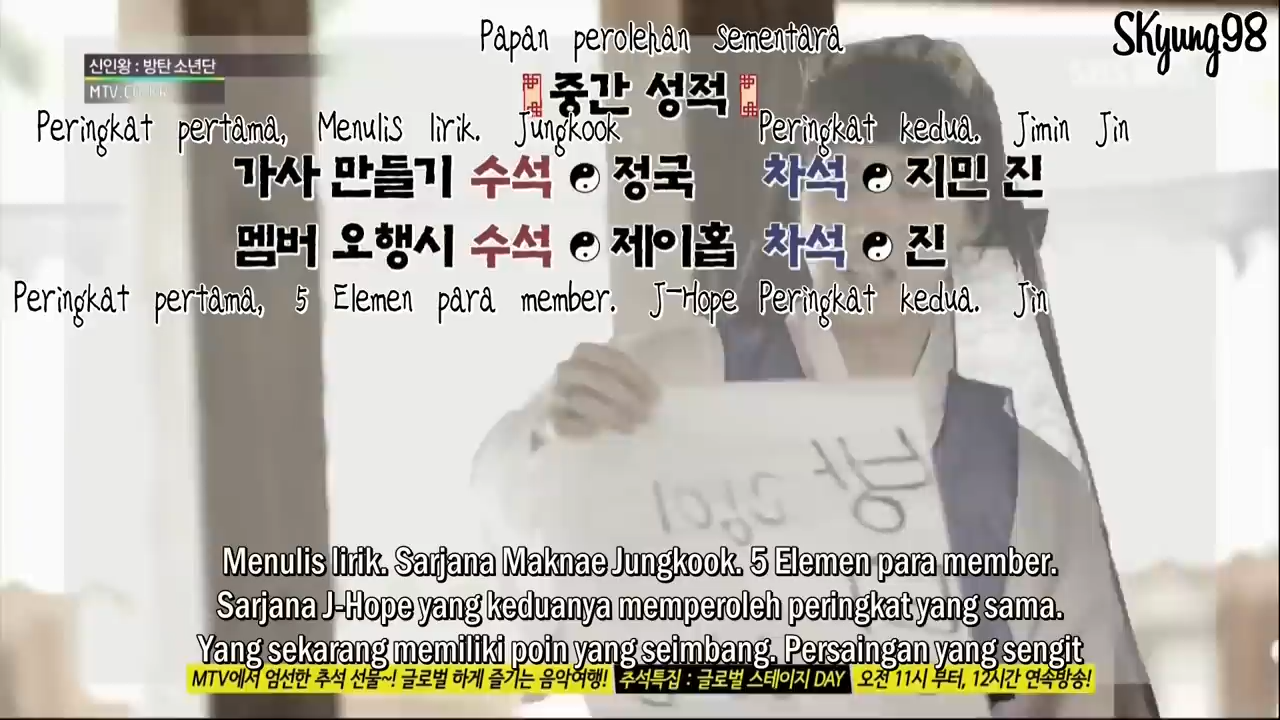 SKyung98
Papan perolehan sementara
신인왕 : 방탄 소년단
중간 성적
Peringkat pertama, Menulis lirik. Jungkook Peringkat kedua. Jimin Jin
가사 만들기 수석 정국 차석 지민 진
멤버 오행시 수석 제이홉 차석 진
Peringkat pertama, 5 Elemen para member. J-Hope Peringkat kedua. Jin
Menulis lirik. Sarjana Maknae Jungkook. 5 Elemen para member.
Sarjana J-Hope yang keduanya memperoleh peringkat yang sama.
Yang sekarang memiliki poin yang seimbang. Persaingan yang sengit
MTV에서 엄선한 추석 선물~! 글로벌 하게 즐기는 음악여행! 추석특집 : 글로벌 스테이지 DAY 오전 11시 부터, 12시간 연속방송!